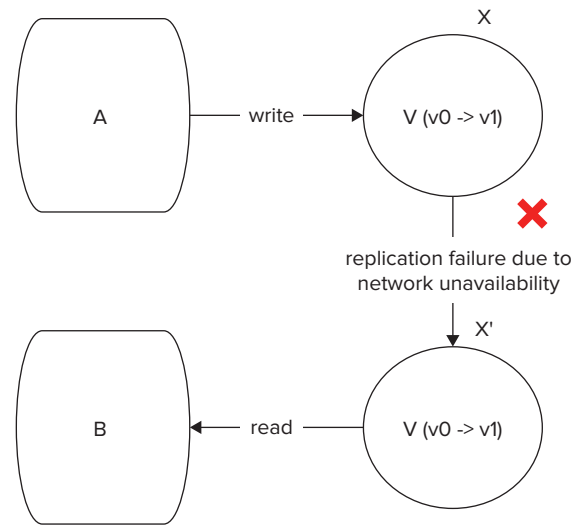 X
A
write
V (v0 -> v1)
replication failure due to
network unavailability
X'
B
read
V (v0 -> v1)